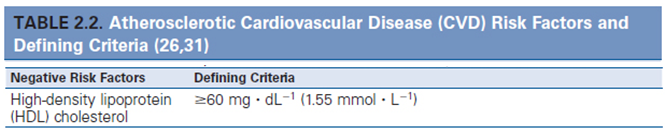 TABLE 2.2. Atherosclerotic Cardiovascular Disease (CVD) Risk Factors and
Defining Criteria (26,31)
Negative Risk Factors Defining Criteria
High-density lipoprotein ≥60 mg · dL−1 (1.55 mmol · L−1)
(HDL) cholesterol